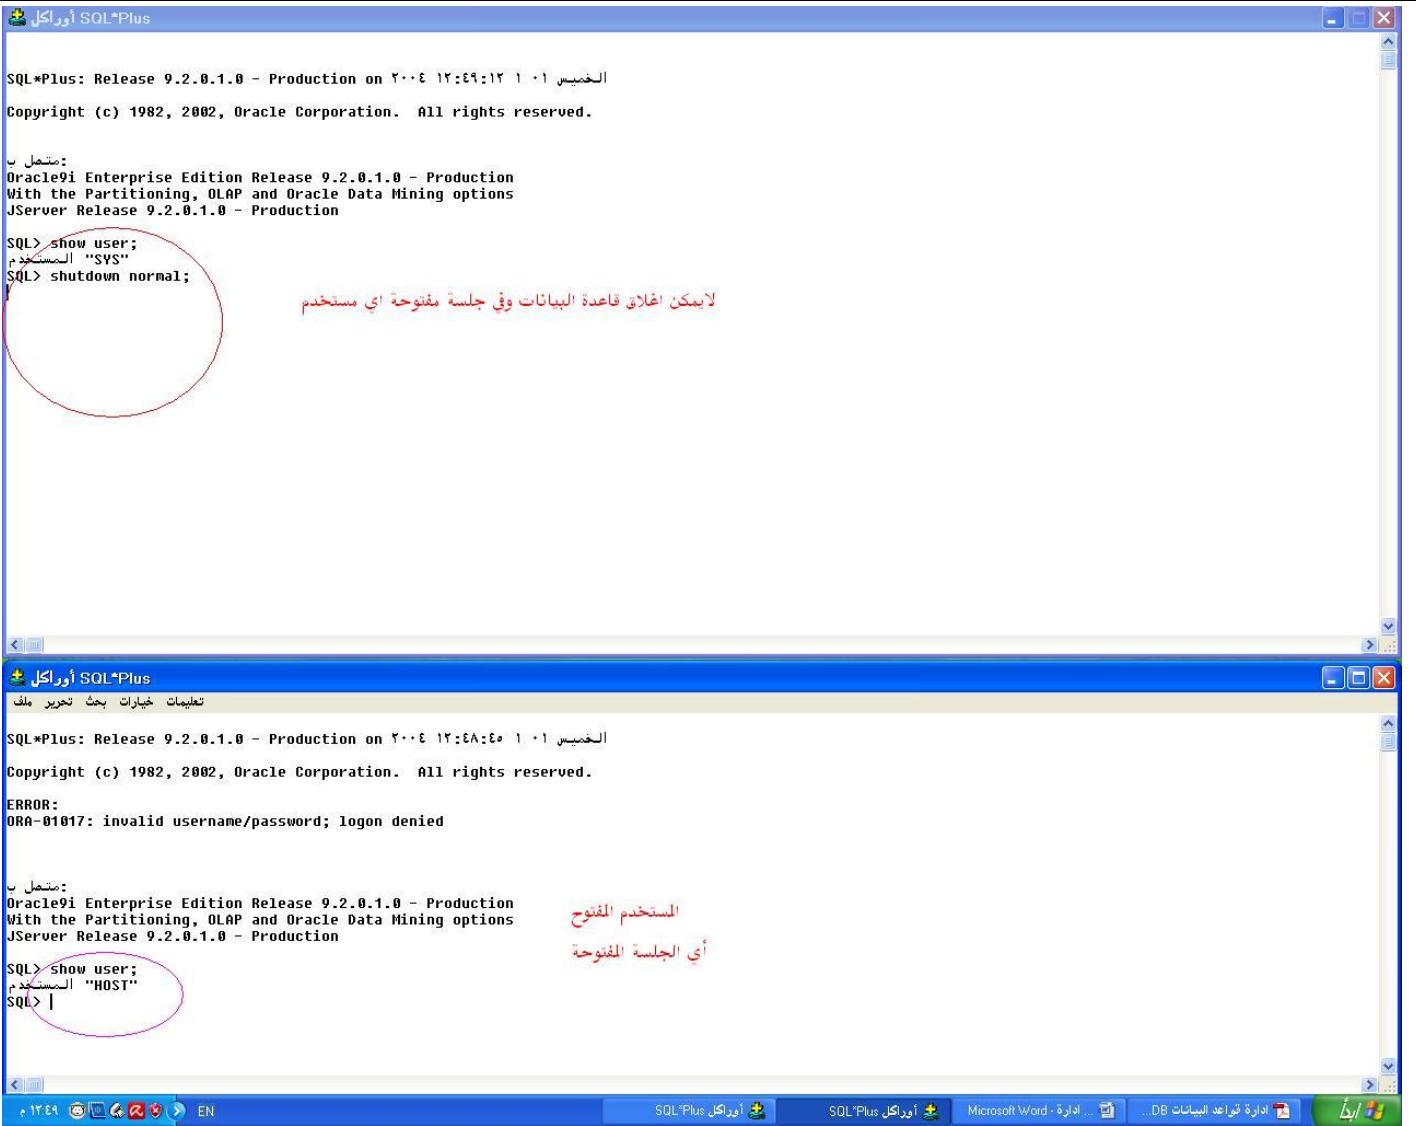 أوراكل SQL*Plus
SQL*Plus: Release 9.2.0.1.0 - Production on الخميس ٠١ ١ ١٢:٤٩:١٢ ٢٠٠٤
Copyright (c) 1982, 2002, Oracle Corporation.  All rights reserved.
متصل ب:
Oracle9i Enterprise Edition Release 9.2.0.1.0 - Production
With the Partitioning, OLAP and Oracle Data Mining options
JServer Release 9.2.0.1.0 - Production
SQL> show user;
المستخدم "SYS"
SQL> shutdown normal;
لايمكن اغلاق قاعدة البيانات وفي جلسة مفتوحة اي مستخدم
أوراكل SQL*Plus
ملف تحرير بحث خيارات تعليمات
SQL*Plus: Release 9.2.0.1.0 - Production on الخميس ٠١ ١ ١٢:٤٨:٤٥ ٢٠٠٤
Copyright (c) 1982, 2002, Oracle Corporation.  All rights reserved.
ERROR:
ORA-01017: invalid username/password; logon denied
متصل ب:
Oracle9i Enterprise Edition Release 9.2.0.1.0 - Production
With the Partitioning, OLAP and Oracle Data Mining options
JServer Release 9.2.0.1.0 - Production
المستخدم المفتوح
أي الجلسة المفتوحة
SQL> show user;
المستخدم "HOST"
SQL>
ابدأ
ادارة قواعد البيانات DB...
ادارة ... - Microsoft Word
أوراكل SQL*Plus
أوراكل SQL*Plus
EN
١٢:٤٩ م